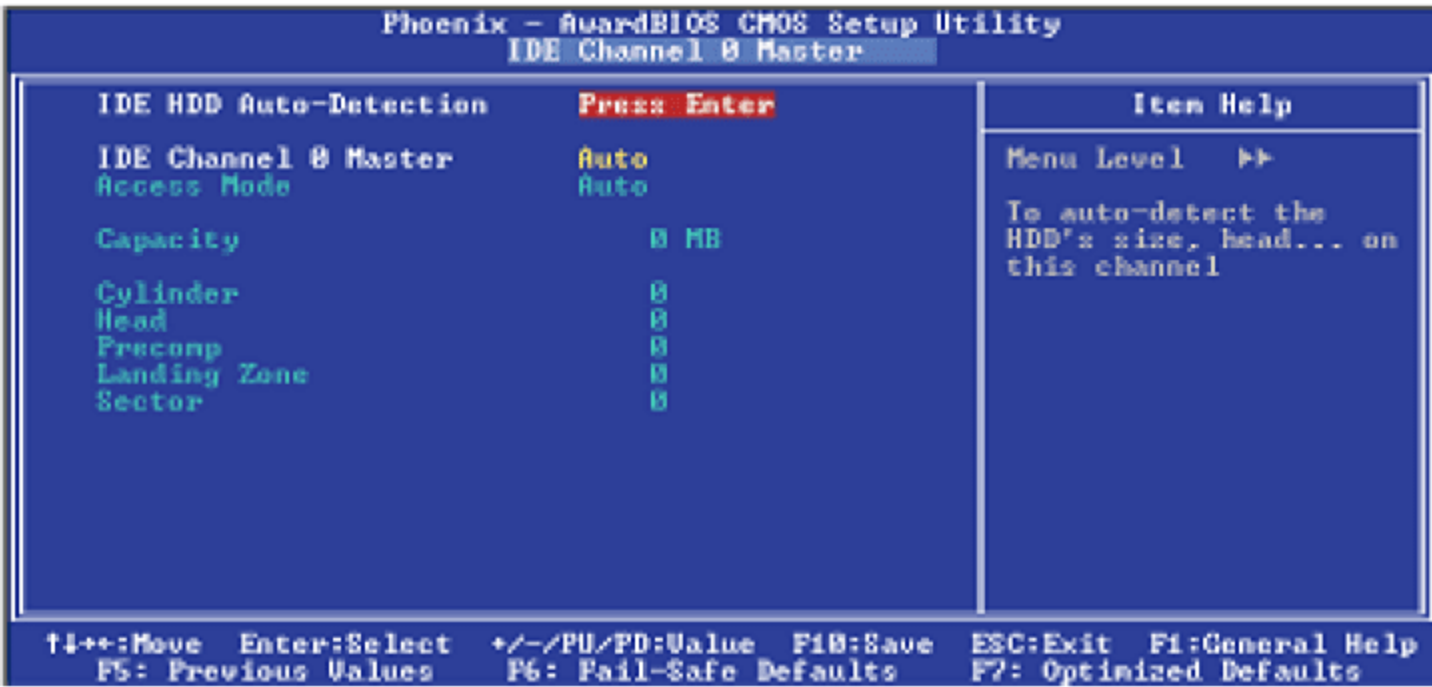 Phoenix - AwardBIOS CMOS Setup Utility
IDE Channel 0 Master
IDE HDD Auto-Detection Press Enter
IDE Channel 0 Master Auto
Access Mode Auto
Capacity 0 MB
Cylinder 0
Head 0
Precomp 0
Landing Zone 0
Sector 0
Item Help
Menu Level ▶▶
To auto-detect the
HDD's size, head... on
this channel
↑↓→←:Move Enter:Select +/-/PU/PD:Value F10:Save ESC:Exit F1:General Help
F5: Previous Values F6: Fail-Safe Defaults F7: Optimized Defaults